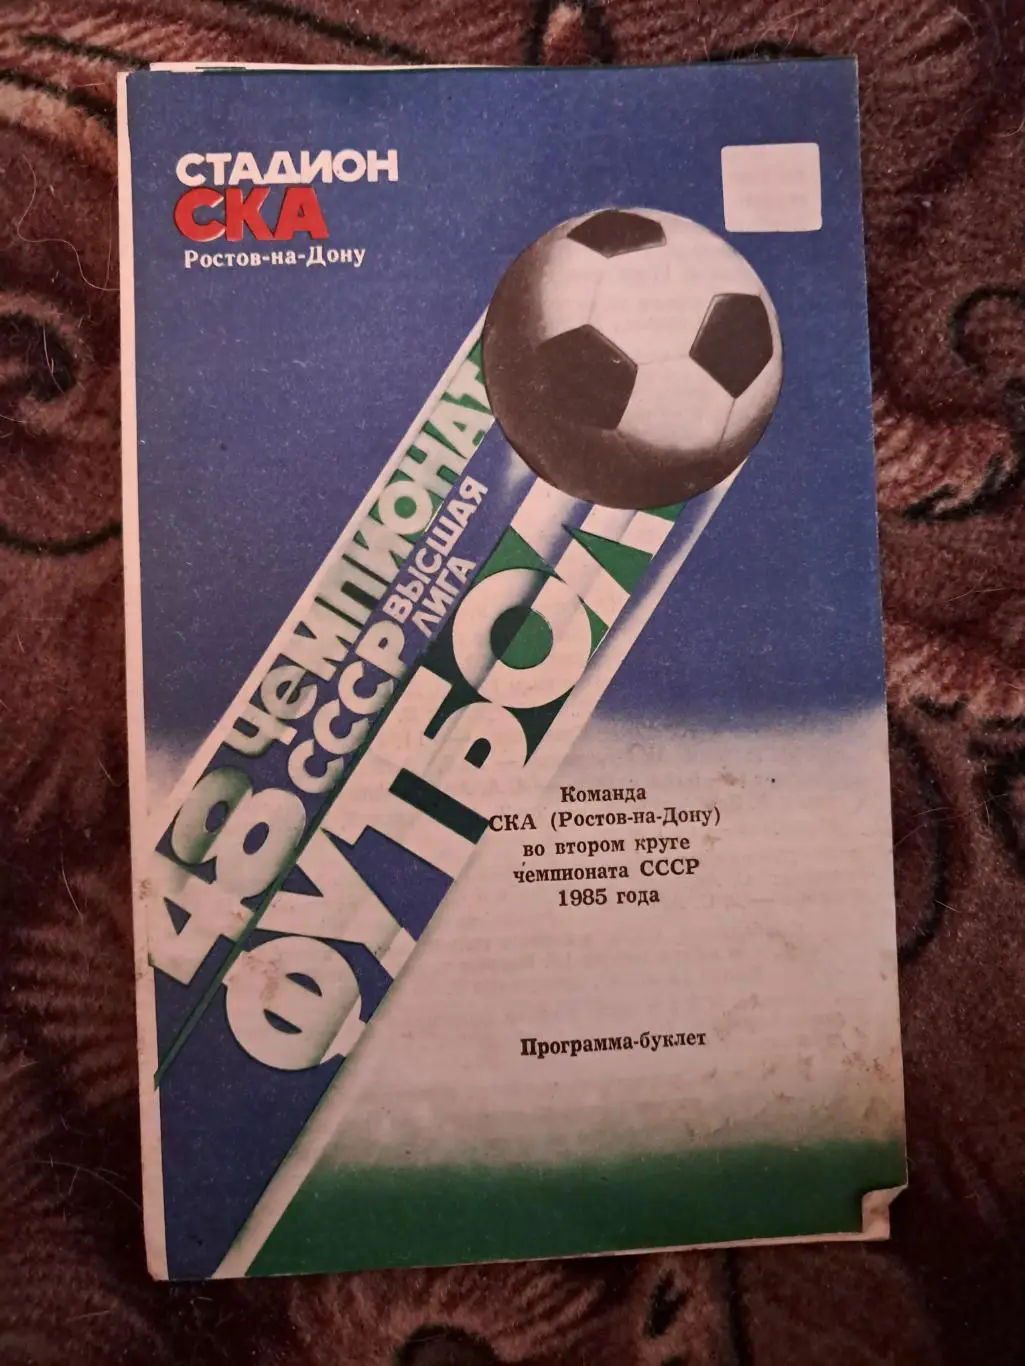 СТАДИОН
СКА
Ростов-на-Дону
48 ЧЕМПИОНАТ
СССР
ВЫСШАЯ
ЛИГА
ФУТБОЛ
Команда
СКА (Ростов-на-Дону)
во втором круге
чемпионата СССР
1985 года
Программа-буклет